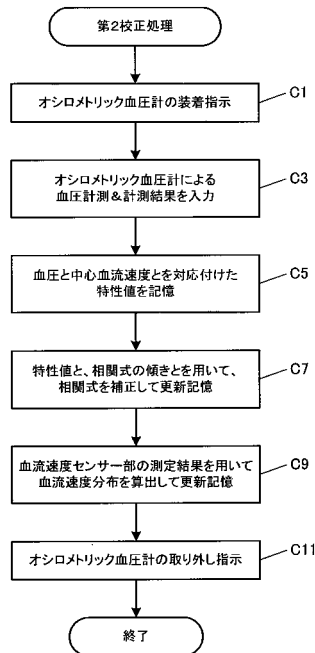 第2校正処理
オシロメトリック血圧計の装着指示
C1
オシロメトリック血圧計による
血圧計測&計測結果を入力
C3
血圧と中心血流速度とを対応付けた
特性値を記憶
C5
特性値と、相関式の傾きとを用いて、
相関式を補正して更新記憶
C7
血流速度センサー部の測定結果を用いて
血流速度分布を算出して更新記憶
C9
オシロメトリック血圧計の取り外し指示
C11
終了